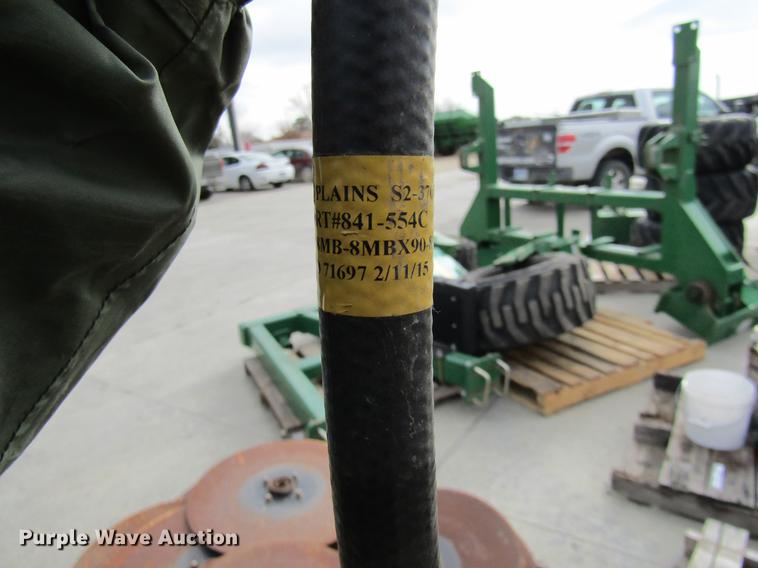 PLAINS S2-37
RT#841-554C
MB-8MBX90-
71697 2/11/15
Purple Wave Auction